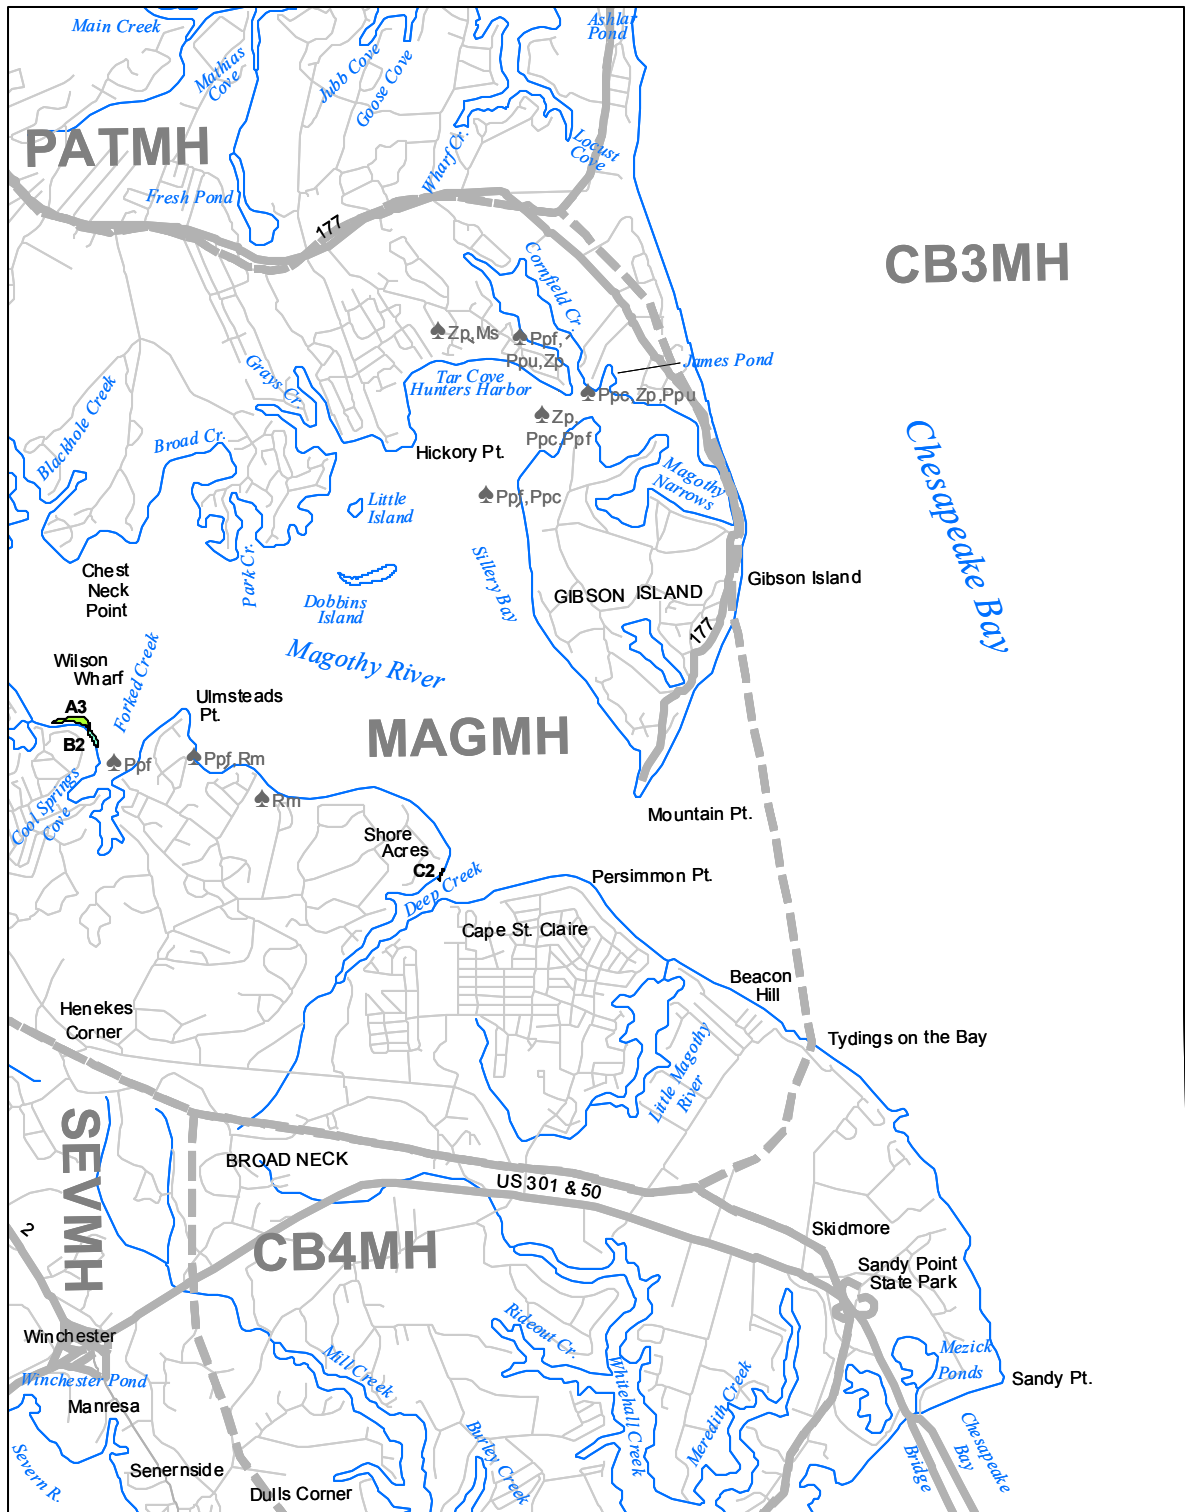 Main Creek
Mathias
Cove
Jubb Cove
Goose Cove
Ashlar
Pond
PATMH
Wharf Cr.
Locust
Cove
Fresh Pond
177
CB3MH
Cornfield Cr.
Zp,Ms
Ppf,
Ppu,Zp
James Pond
Grays Cr.
Tar Cove
Hunters Harbor
Ppc,Zp,Ppu
Zp,
Ppc,Ppf
Blackhole Creek
Broad Cr.
Hickory Pt.
Magothy
Narrows
Chesapeake Bay
Little
Island
Ppf,Ppc
Park Cr.
Sillery Bay
Chest
Neck
Point
Dobbins
Island
GIBSON ISLAND
Gibson Island
177
Magothy River
Forked Creek
Wilson
Wharf
Ulmsteads
Pt.
A3
B2
MAGMH
Ppf
Ppf,Rm
Rm
Cool Springs
Cove
Mountain Pt.
Shore
Acres
C2
Deep Creek
Persimmon Pt.
Cape St. Claire
Beacon
Hill
Henekes
Corner
Tydings on the Bay
Little Magothy
River
SEVMH
BROAD NECK
US 301 & 50
2
CB4MH
Skidmore
Sandy Point
State Park
Winchester
Rideout Cr.
Mill Creek
Whitehall Creek
Meredith Creek
Mezick
Ponds
Sandy Pt.
Winchester Pond
Manresa
Severn R.
Senernside
Burley Creek
Dulls Corner
Chesapeake
Bay
Bridge